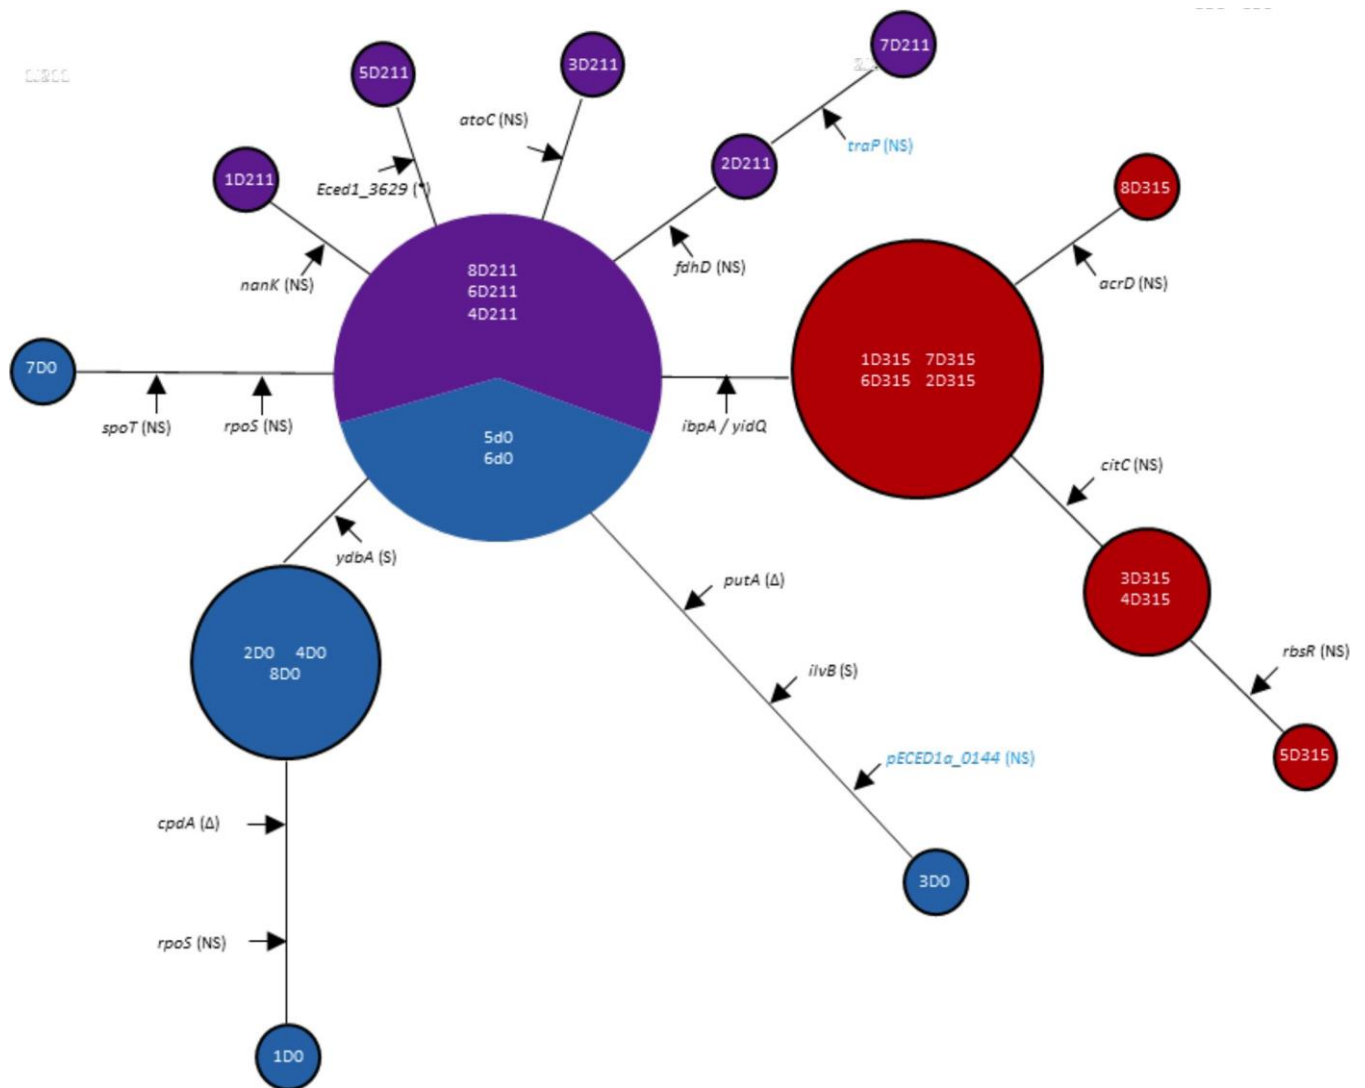 7D211
5D211
3D211
atoC (NS)
traP (NS)
2D211
1D211
Eced1_3629 (*)
8D315
fdhD (NS)
nanK (NS)
acrD (NS)
8D211
6D211
4D211
7D0
1D315 7D315
6D315 2D315
spoT (NS)
rpoS (NS)
ibpA / yidQ
5d0
6d0
citC (NS)
ydbA (S)
putA (Δ)
3D315
4D315
2D0 4D0
8D0
ilvB (S)
rbsR (NS)
pECED1a_0144 (NS)
5D315
cpdA (Δ)
3D0
rpoS (NS)
1D0